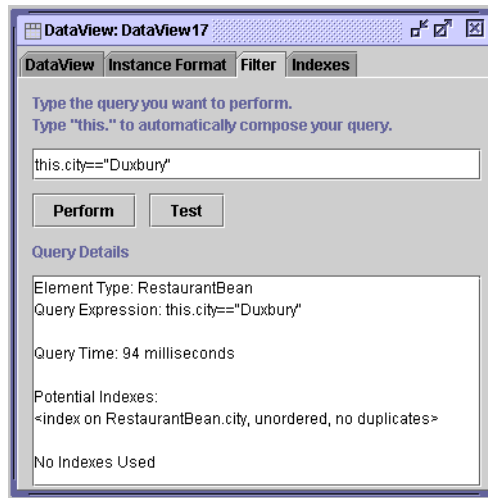 DataView: DataView17
DataView Instance Format Filter Indexes
Type the query you want to perform.
Type "this." to automatically compose your query.
this.city=="Duxbury"
Perform Test
Query Details
Element Type: RestaurantBean
Query Expression: this.city=="Duxbury"
Query Time: 94 milliseconds
Potential Indexes:
<index on RestaurantBean.city, unordered, no duplicates>
No Indexes Used